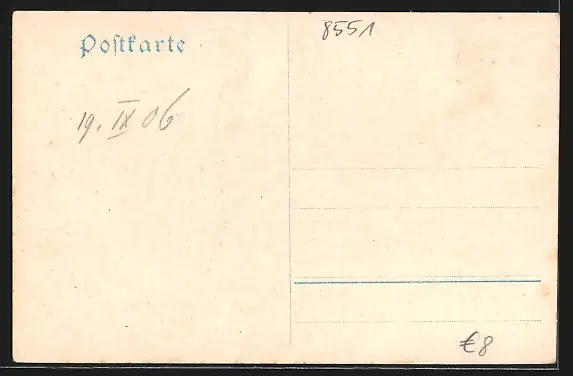 Postkarte
8551
19. IX 06
€8